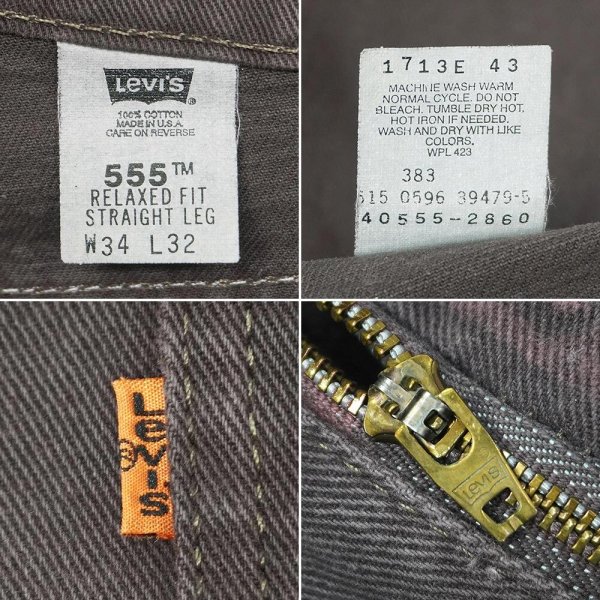 LEVI'S
®
100% COTTON
MADE IN U.S.A.
CARE ON REVERSE
555™
RELAXED FIT
STRAIGHT LEG
W34 L32
1713E 43
MACHINE WASH WARM
NORMAL CYCLE. DO NOT
BLEACH. TUMBLE DRY HOT,
HOT IRON IF NEEDED.
WASH AND DRY WITH LIKE
COLORS.
WPL 423
383
515 0596 39479-5
40555-2860
LEVI'S
®
LEVI'S